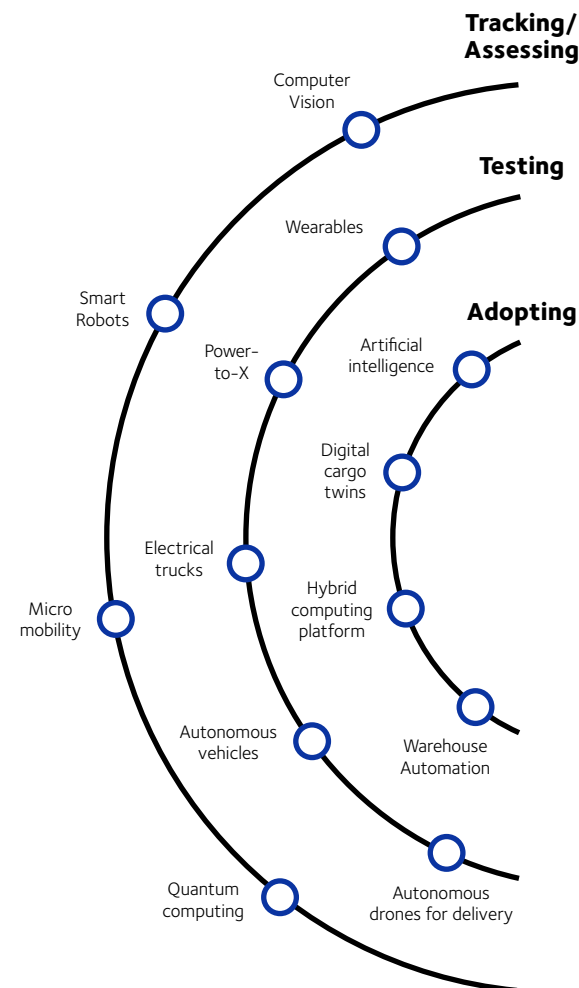 Tracking/
Assessing
Computer
Vision
Testing
Wearables
Smart
Robots
Adopting
Artificial
intelligence
Power-
to-X
Digital
cargo
twins
Electrical
trucks
Hybrid
computing
platform
Micro
mobility
Autonomous
vehicles
Warehouse
Automation
Quantum
computing
Autonomous
drones for delivery